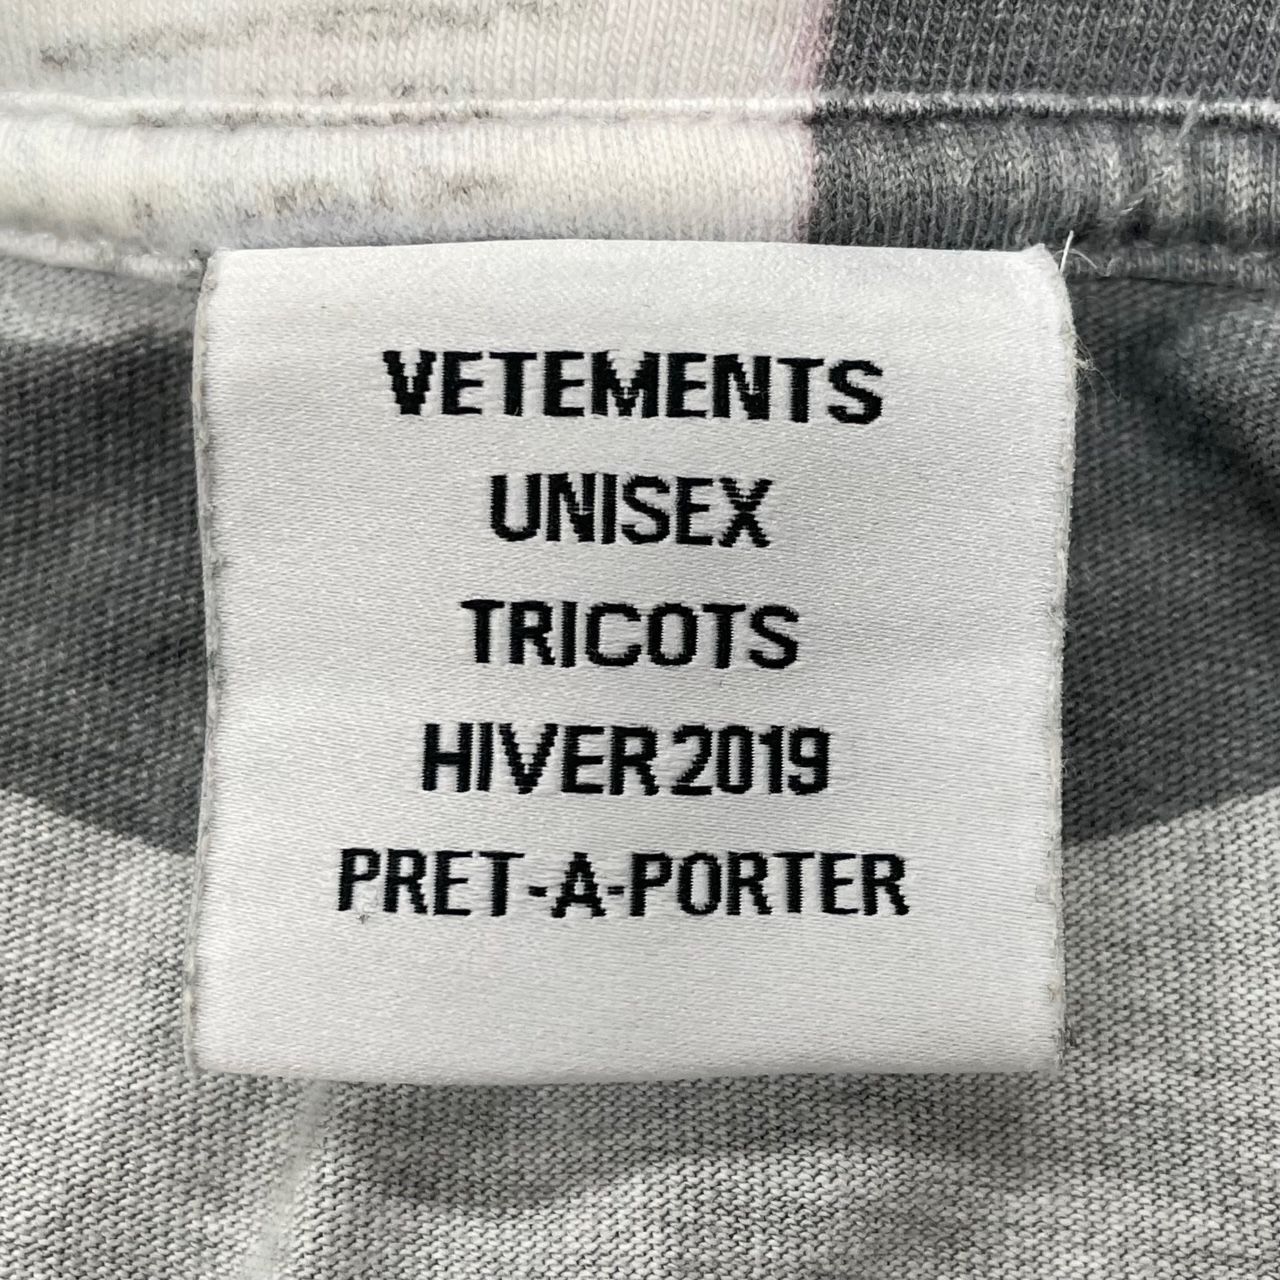 VETEMENTS
UNISEX
TRICOTS
HIVER 2019
PRET-A-PORTER